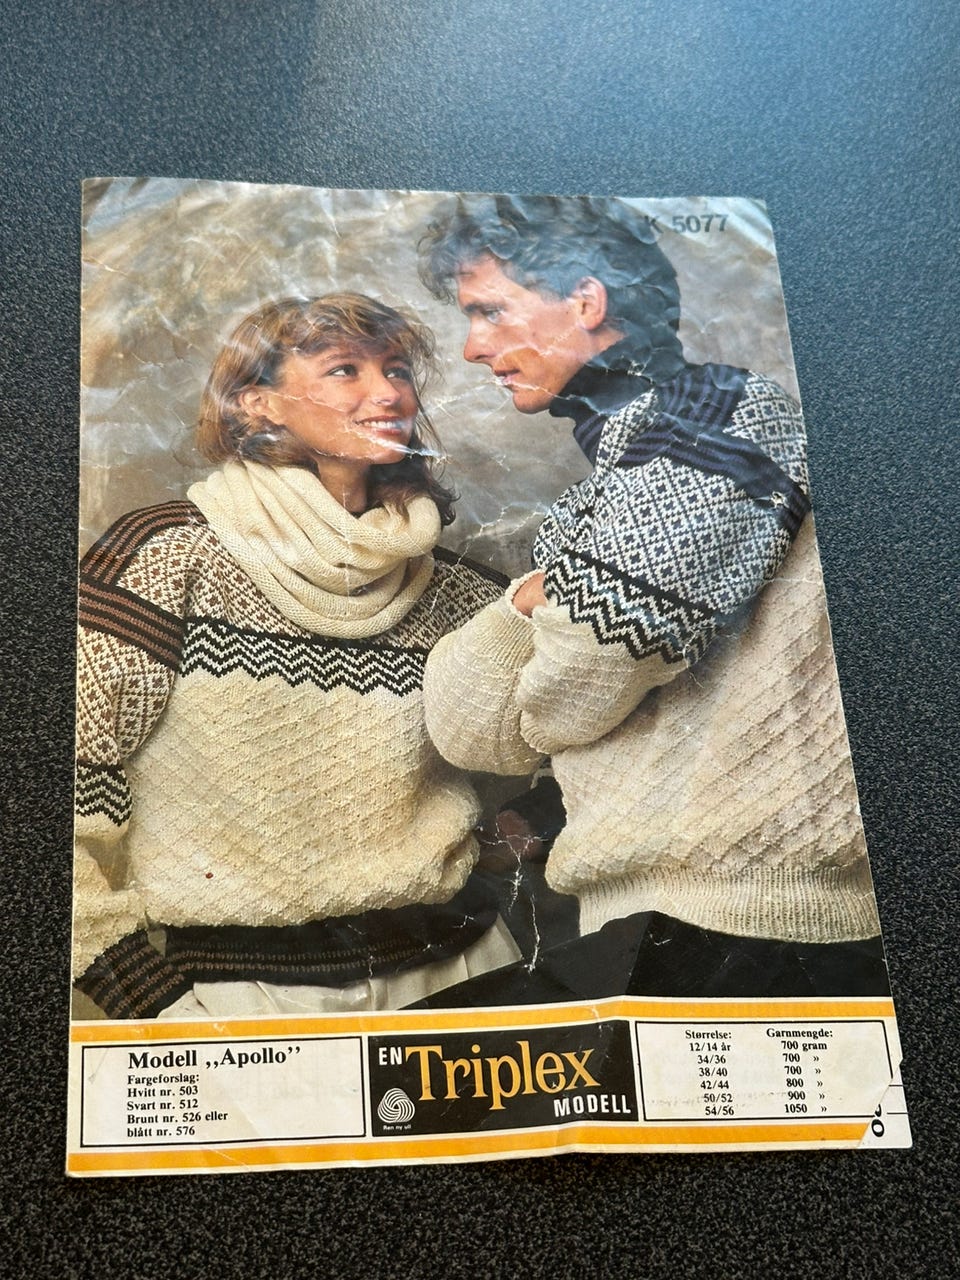 K 5077
Modell ,,Apollo''
Fargeforslag:
Hvitt nr. 503
Svart nr. 512
Brunt nr. 526 eller
blått nr. 576
EN Triplex
MODELL
Ren ny ull
Størrelse: Garnmengde:
12/14 år 700 gram
34/36 700 »
38/40 700 »
42/44 800 »
50/52 900 »
54/56 1050 »